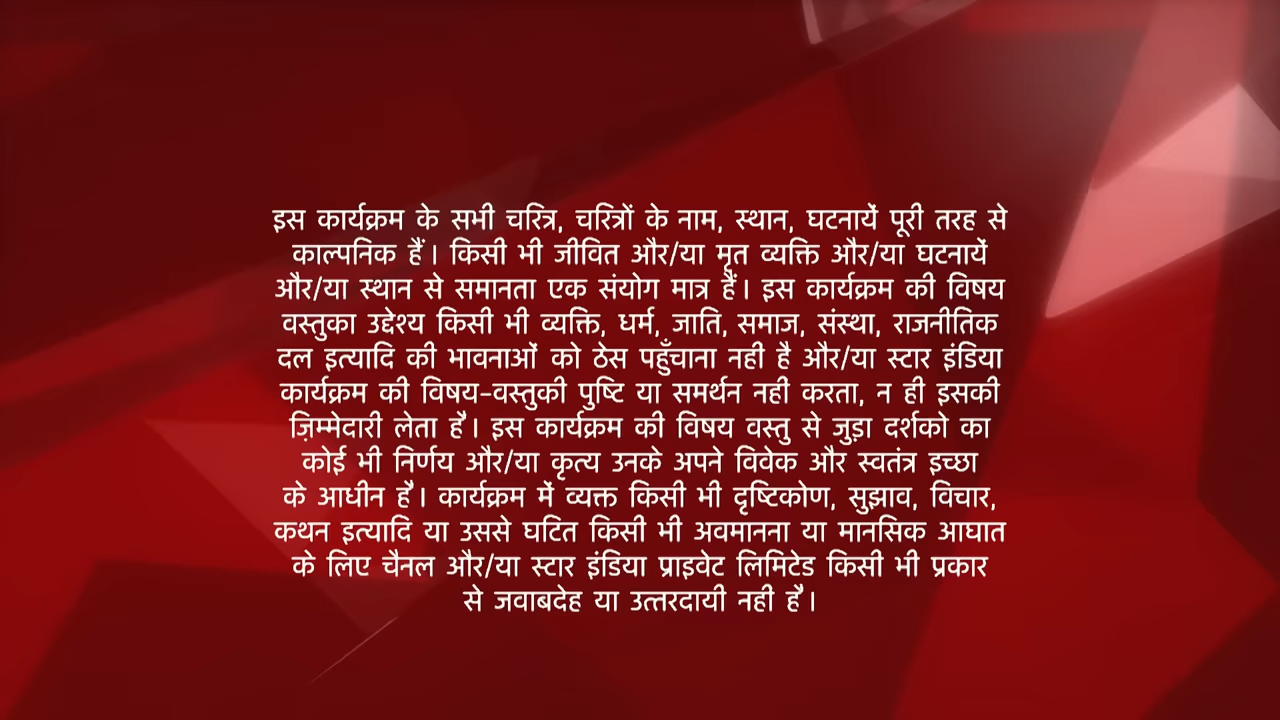 इस कार्यक्रम के सभी चरित्र, चरित्रों के नाम, स्थान, घटनायें पूरी तरह से
काल्पनिक हैं। किसी भी जीवित और/या मृत व्यक्ति और/या घटनायें
और/या स्थान से समानता एक संयोग मात्र हैं। इस कार्यक्रम की विषय
वस्तुका उद्देश्य किसी भी व्यक्ति, धर्म, जाति, समाज, संस्था, राजनीतिक
दल इत्यादि की भावनाओं को ठेस पहुँचाना नही है और/या स्टार इंडिया
कार्यक्रम की विषय-वस्तुकी पुष्टि या समर्थन नही करता, न ही इसकी
ज़िम्मेदारी लेता हैं। इस कार्यक्रम की विषय वस्तु से जुड़ा दर्शको का
कोई भी निर्णय और/या कृत्य उनके अपने विवेक और स्वतंत्र इच्छा
के आधीन हैं। कार्यक्रम में व्यक्त किसी भी दृष्टिकोण, सुझाव, विचार,
कथन इत्यादि या उससे घटित किसी भी अवमानना या मानसिक आघात
के लिए चैनल और/या स्टार इंडिया प्राइवेट लिमिटेड किसी भी प्रकार
से जवाबदेह या उत्तरदायी नही हैं।